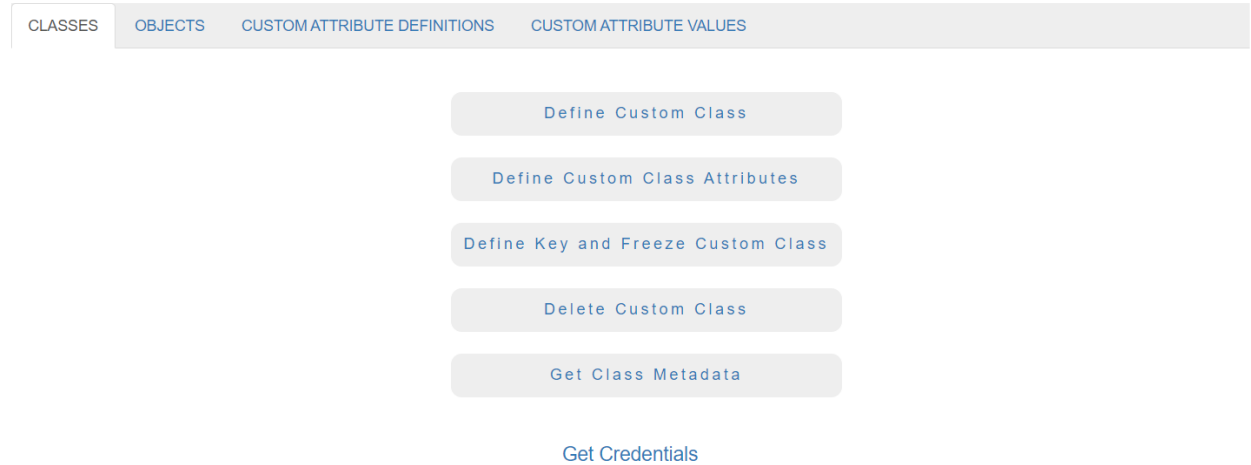 CLASSES OBJECTS CUSTOM ATTRIBUTE DEFINITIONS CUSTOM ATTRIBUTE VALUES
Define Custom Class
Define Custom Class Attributes
Define Key and Freeze Custom Class
Delete Custom Class
Get Class Metadata
Get Credentials